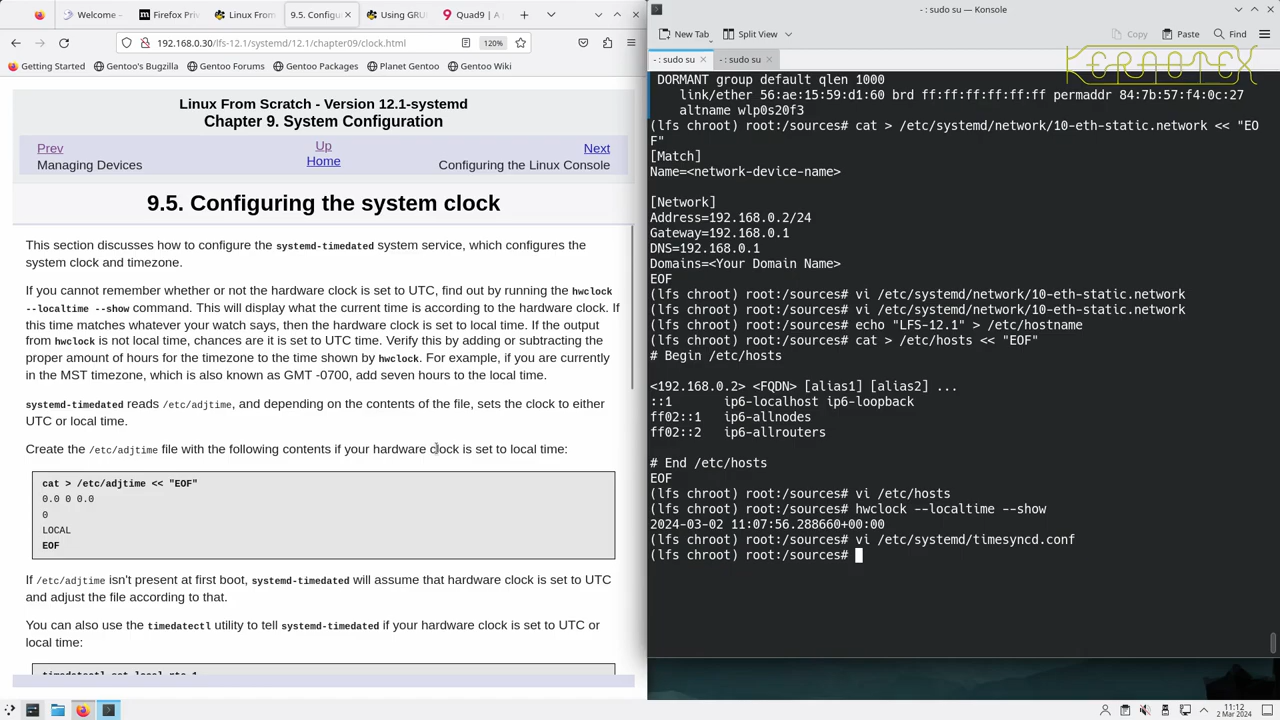 Welcome -
Firefox Priv
Linux From
9.5. Configu
Using GRU
Quad9 | A
192.168.0.30/lfs-12.1/systemd/12.1/chapter09/clock.html
120%
Getting Started
Gentoo's Bugzilla
Gentoo Forums
Gentoo Packages
Planet Gentoo
Gentoo Wiki
Linux From Scratch - Version 12.1-systemd
Chapter 9. System Configuration
Prev
Up
Next
Managing Devices
Home
Configuring the Linux Console
9.5. Configuring the system clock
This section discusses how to configure the systemd-timedated system service, which configures the
system clock and timezone.
If you cannot remember whether or not the hardware clock is set to UTC, find out by running the hwclock
--localtime --show command. This will display what the current time is according to the hardware clock. If
this time matches whatever your watch says, then the hardware clock is set to local time. If the output
from hwclock is not local time, chances are it is set to UTC time. Verify this by adding or subtracting the
proper amount of hours for the timezone to the time shown by hwclock. For example, if you are currently
in the MST timezone, which is also known as GMT -0700, add seven hours to the local time.
systemd-timedated reads /etc/adjtime, and depending on the contents of the file, sets the clock to either
UTC or local time.
Create the /etc/adjtime file with the following contents if your hardware clock is set to local time:
cat > /etc/adjtime << "EOF"
0.0 0 0.0
0
LOCAL
EOF
If /etc/adjtime isn't present at first boot, systemd-timedated will assume that hardware clock is set to UTC
and adjust the file according to that.
You can also use the timedatectl utility to tell systemd-timedated if your hardware clock is set to UTC or
local time:
timedatectl set-local-rtc 1
- : sudo su — Konsole
New Tab
Split View
Copy
Paste
Find
- : sudo su
- : sudo su
KERNOTEX
DORMANT group default qlen 1000
link/ether 56:ae:15:59:d1:60 brd ff:ff:ff:ff:ff:ff permaddr 84:7b:57:f4:0c:27
altname wlp0s20f3
(lfs chroot) root:/sources# cat > /etc/systemd/network/10-eth-static.network << "EO
F"
[Match]
Name=<network-device-name>
[Network]
Address=192.168.0.2/24
Gateway=192.168.0.1
DNS=192.168.0.1
Domains=<Your Domain Name>
EOF
(lfs chroot) root:/sources# vi /etc/systemd/network/10-eth-static.network
(lfs chroot) root:/sources# vi /etc/systemd/network/10-eth-static.network
(lfs chroot) root:/sources# echo "LFS-12.1" > /etc/hostname
(lfs chroot) root:/sources# cat > /etc/hosts << "EOF"
# Begin /etc/hosts
<192.168.0.2> <FQDN> [alias1] [alias2] ...
::1 ip6-localhost ip6-loopback
ff02::1 ip6-allnodes
ff02::2 ip6-allrouters
# End /etc/hosts
EOF
(lfs chroot) root:/sources# vi /etc/hosts
(lfs chroot) root:/sources# hwclock --localtime --show
2024-03-02 11:07:56.288660+00:00
(lfs chroot) root:/sources# vi /etc/systemd/timesyncd.conf
(lfs chroot) root:/sources#
11:12
2 Mar 2024